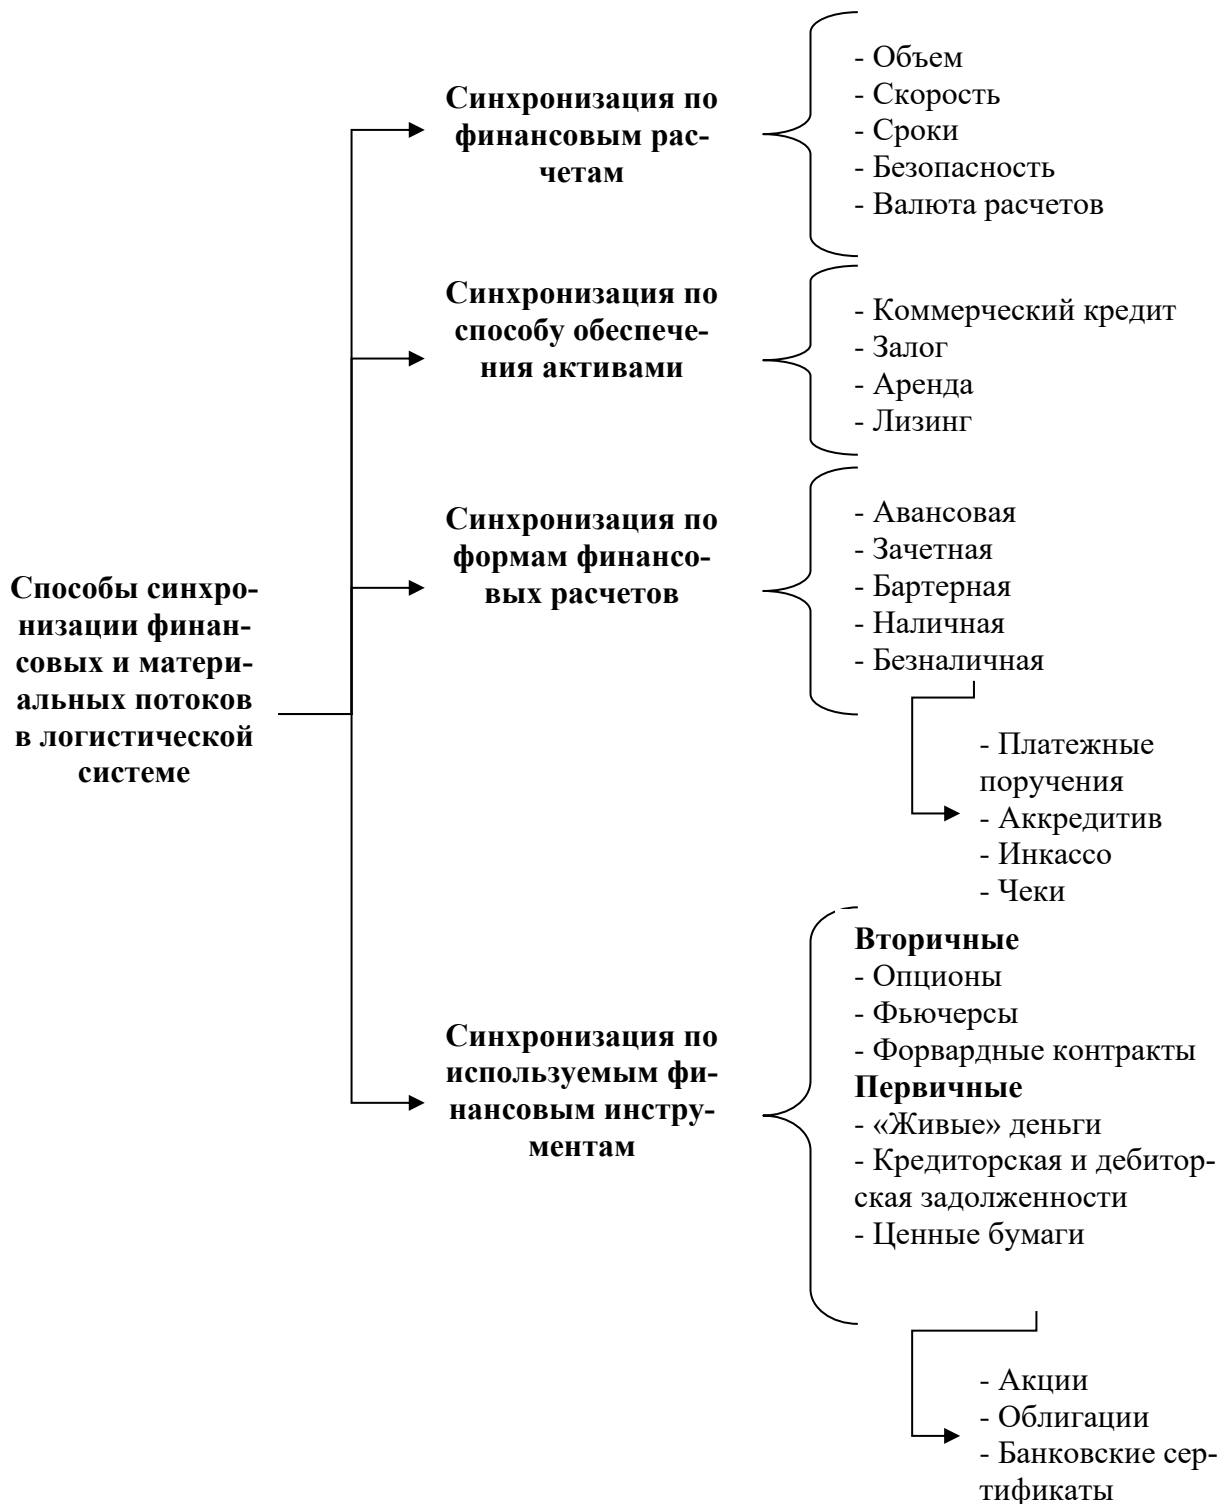 Способы синхро-
низации финан-
совых и матери-
альных потоков
в логистической
системе
Синхронизация по
финансовым рас-
четам
- Объем
- Скорость
- Сроки
- Безопасность
- Валюта расчетов
Синхронизация по
способу обеспече-
ния активами
- Коммерческий кредит
- Залог
- Аренда
- Лизинг
Синхронизация по
формам финансо-
вых расчетов
- Авансовая
- Зачетная
- Бартерная
- Наличная
- Безналичная
- Платежные
поручения
- Аккредитив
- Инкассо
- Чеки
Синхронизация по
используемым фи-
нансовым инстру-
ментам
Вторичные
- Опционы
- Фьючерсы
- Форвардные контракты
Первичные
- «Живые» деньги
- Кредиторская и дебитор-
ская задолженности
- Ценные бумаги
- Акции
- Облигации
- Банковские сер-
тификаты